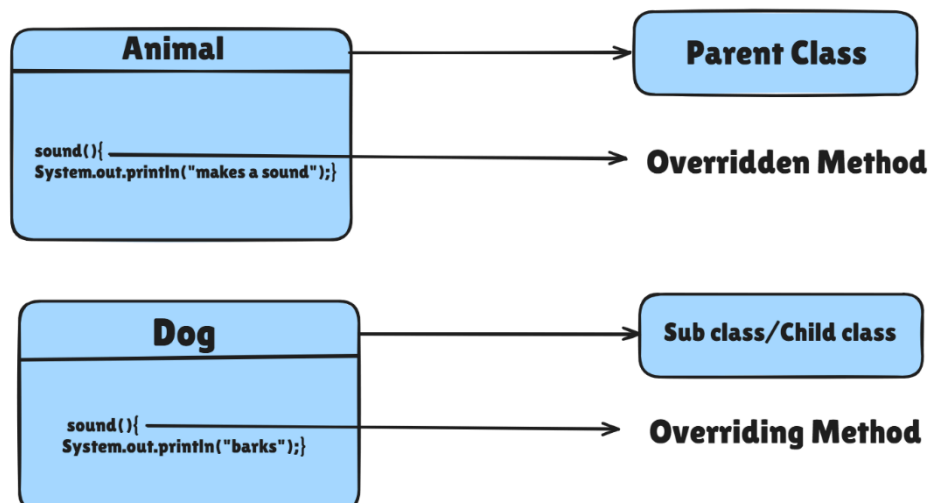 Animal
Parent Class
sound(){
System.out.println("makes a sound");}
Overridden Method
Dog
Sub class/Child class
sound(){
System.out.println("barks");}
Overriding Method